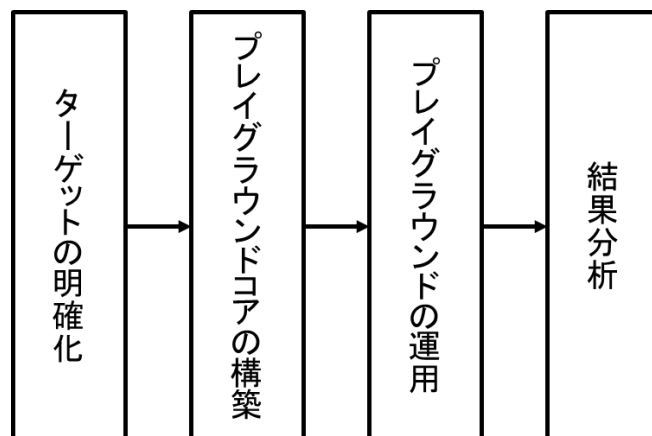 ターゲットの明確化
プレイグラウンドコアの構築
プレイグラウンドの運用
結果分析